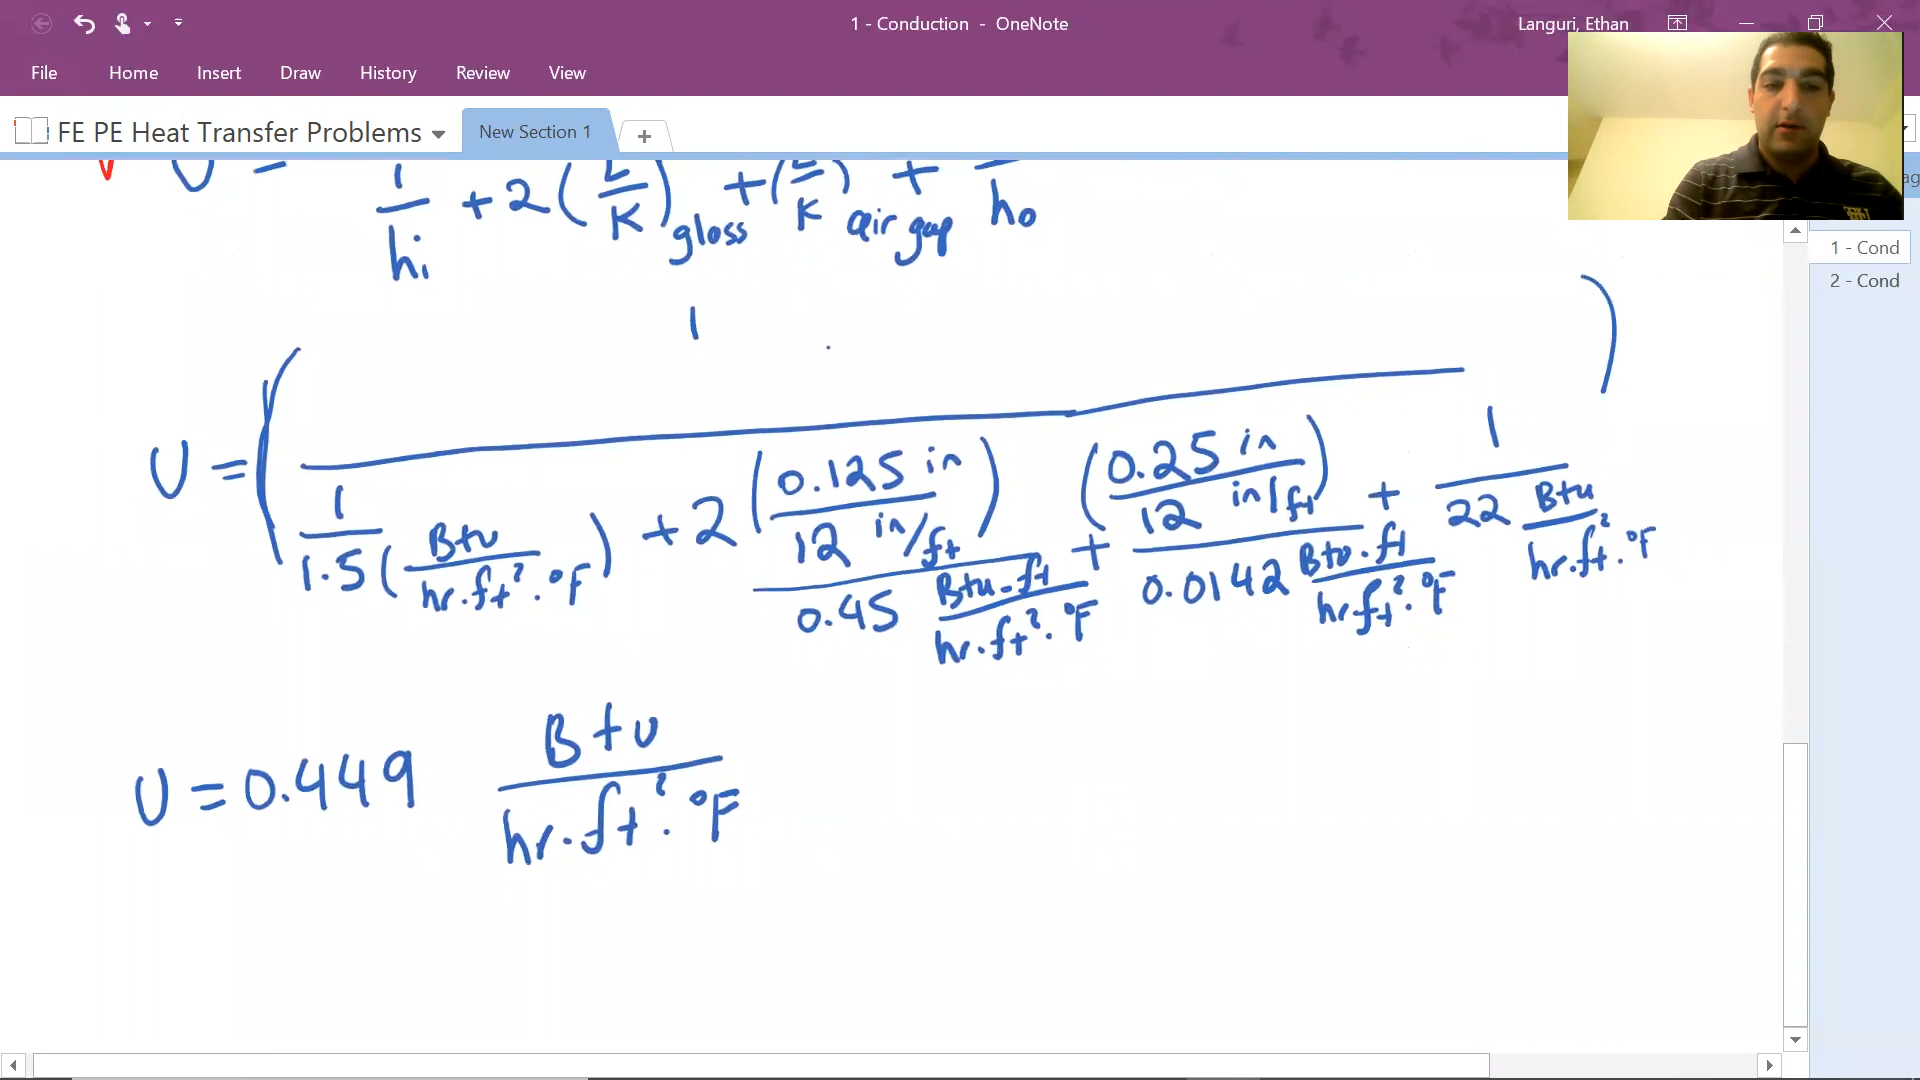 1 - Conduction - OneNote
Languri, Ethan
File Home Insert Draw History Review View
FE PE Heat Transfer Problems
New Section 1
+
1 - Cond
2 - Cond
U = 1/hi + 2(L/K) gloss + (L/K) air gap + /ho
U = ( 1 / 1/1.5 (Btu/hr.ft².°F) + 2 (0.125 in / 12 in/ft) / 0.45 Btu-ft/hr.ft².°F + (0.25 in / 12 in/ft) / 0.0142 Btu.ft/hr.ft².°F + 1/22 Btu/hr.ft².°F )
U = 0.449 Btu/hr.ft².°F